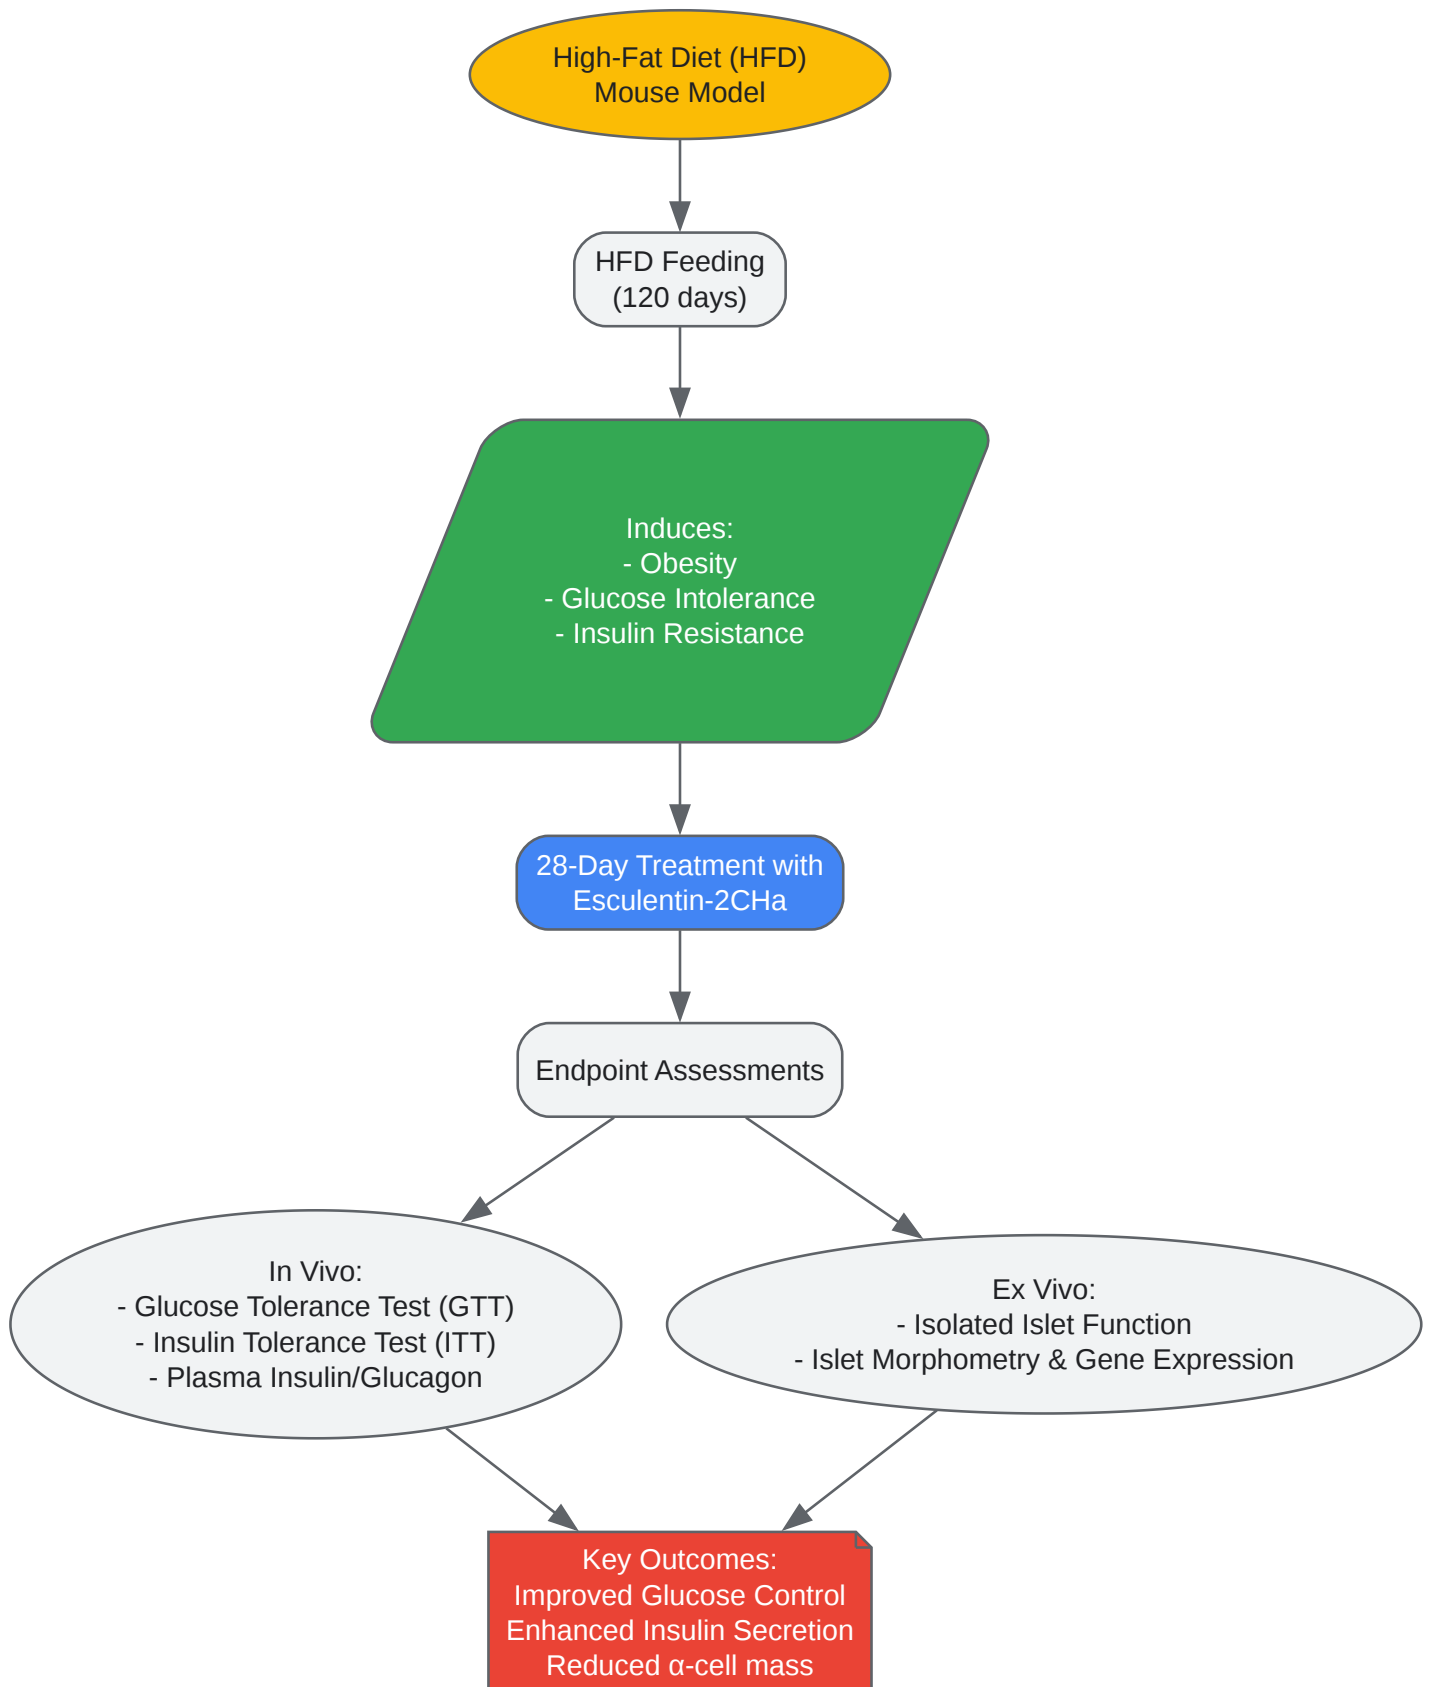 High-Fat Diet (HFD)
Mouse Model
HFD Feeding
(120 days)
Induces:
- Obesity
- Glucose Intolerance
- Insulin Resistance
28-Day Treatment with
Esculentin-2CHa
Endpoint Assessments
In Vivo:
- Glucose Tolerance Test (GTT)
- Insulin Tolerance Test (ITT)
- Plasma Insulin/Glucagon
Ex Vivo:
- Isolated Islet Function
- Islet Morphometry & Gene Expression
Key Outcomes:
Improved Glucose Control
Enhanced Insulin Secretion
Reduced α-cell mass